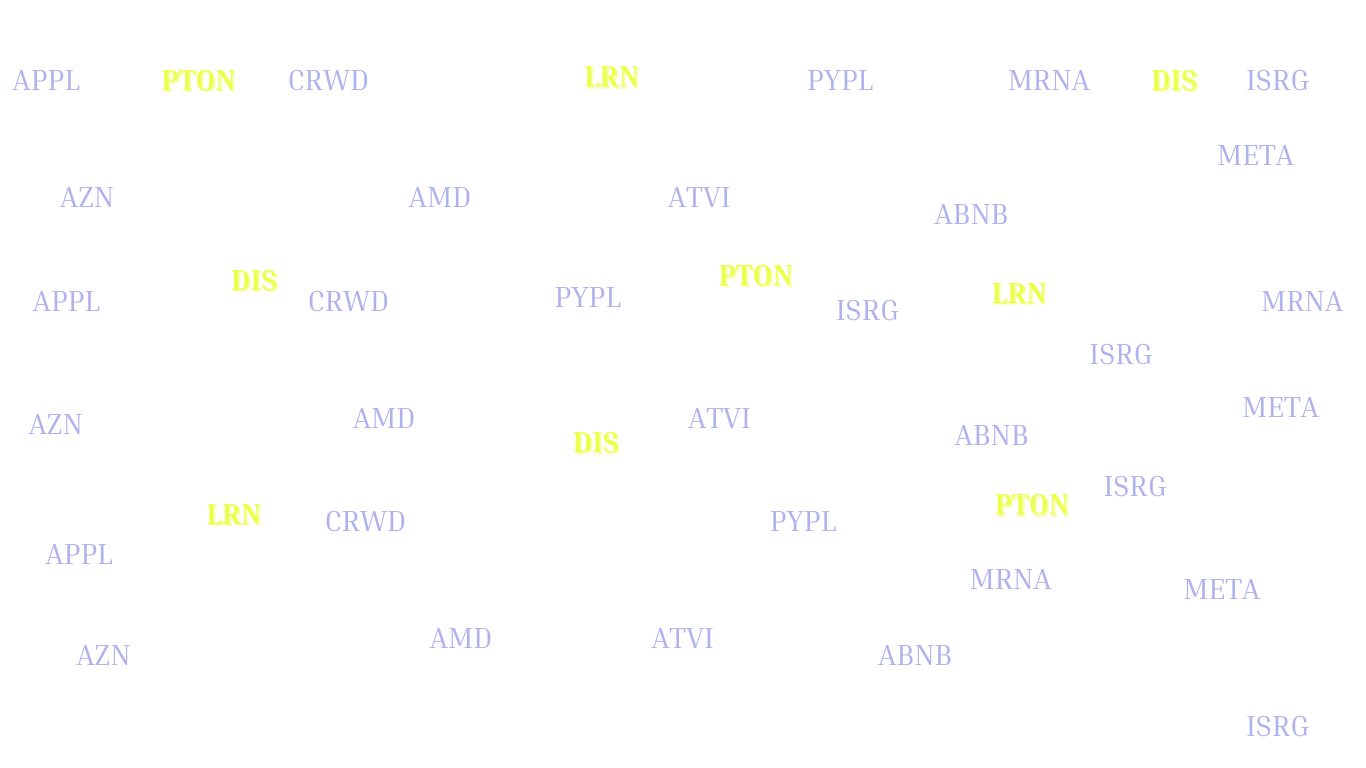 APPL PTON CRWD LRN PYPL MRNA DIS ISRG
META
AZN AMD ATVI ABNB
DIS PTON
APPL CRWD PYPL ISRG LRN MRNA
ISRG
AZN AMD ATVI META
DIS ABNB
ISRG
LRN CRWD PYPL PTON
APPL
MRNA META
AMD ATVI
AZN ABNB
ISRG